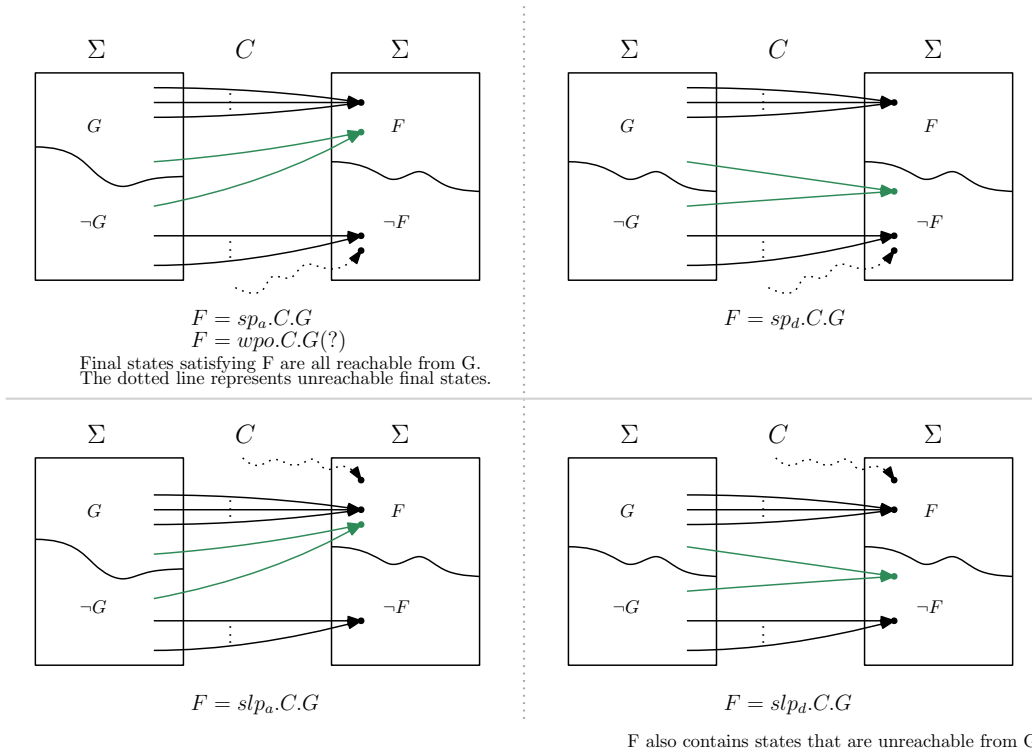 Σ C Σ
G F
¬G ¬F
F = sp_a.C.G
F = wpo.C.G(?)
Final states satisfying F are all reachable from G.
The dotted line represents unreachable final states.
Σ C Σ
G F
¬G ¬F
F = sp_d.C.G
Σ C Σ
G F
¬G ¬F
F = slp_a.C.G
Σ C Σ
G F
¬G ¬F
F = slp_d.C.G
F also contains states that are unreachable from G